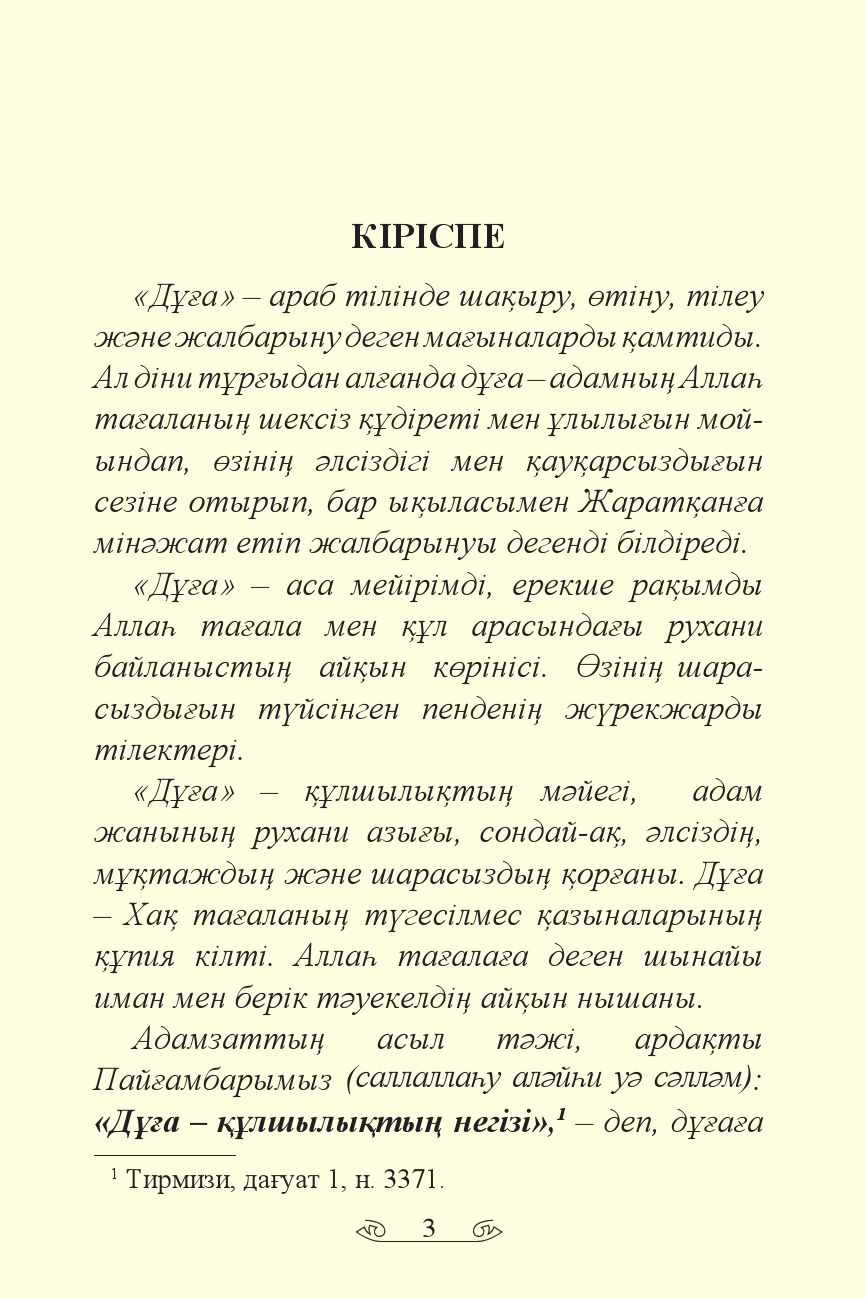 КІРІСПЕ
«Дұға» – араб тілінде шақыру, өтіну, тілеу
және жалбарыну деген мағыналарды қамтиды.
Ал діни тұрғыдан алғанда дұға – адамның Аллаһ
тағаланың шексіз құдіреті мен ұлылығын мой-
ындап, өзінің әлсіздігі мен қауқарсыздығын
сезіне отырып, бар ықыласымен Жаратқанға
мінәжат етіп жалбарынуы дегенді білдіреді.
«Дұға» – аса мейірімді, ерекше рақымды
Аллаһ тағала мен құл арасындағы рухани
байланыстың айқын көрінісі. Өзінің шара-
сыздығын түйсінген пенденің жүрекжарды
тілектері.
«Дұға» – құлшылықтың мәйегі, адам
жанының рухани азығы, сондай-ақ, әлсіздің,
мұқтаждың және шарасыздың қорғаны. Дұға
– Хақ тағаланың түгесілмес қазыналарының
құпия кілті. Аллаһ тағалаға деген шынайы
иман мен берік тәуекелдің айқын нышаны.
Адамзаттың асыл тәжі, ардақты
Пайғамбарымыз (саллаллаһу аләйһи уә сәлләм):
«Дұға – құлшылықтың негізі»,¹ – деп, дұғаға
¹ Тирмизи, дағуат 1, н. 3371.
3